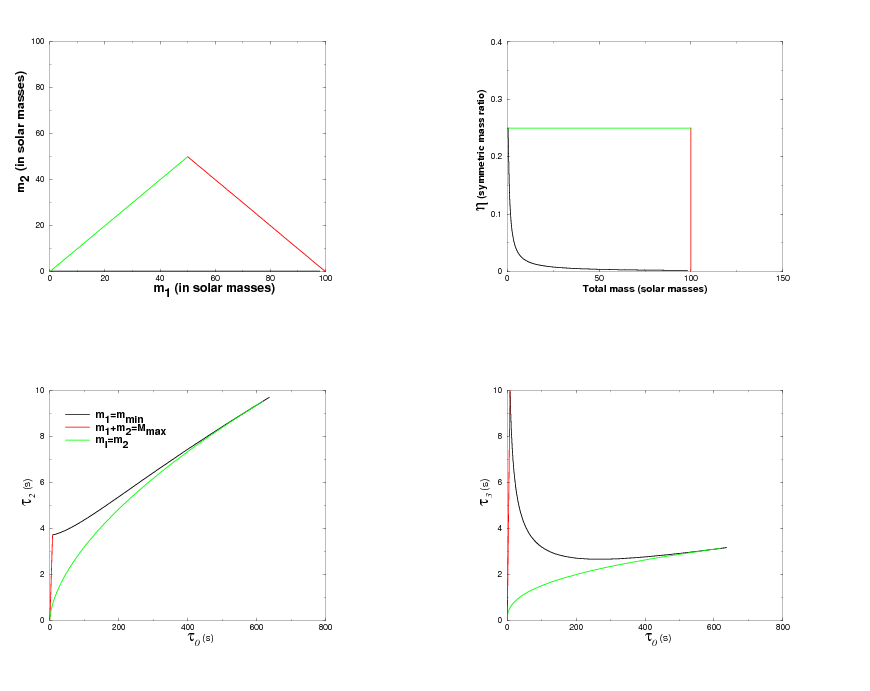 100
80
60
40
20
0
0 20 40 60 80 100
m2 (in solar masses)
m1 (in solar masses)
0.4
0.3
0.2
0.1
0
0 50 100 150
η (symmetric mass ratio)
Total mass (solar masses)
10
8
6
4
2
0
0 200 400 600 800
τ2 (s)
τ0 (s)
m1=mmin
m1+m2=Mmax
mi=m2
10
8
6
4
2
0
0 200 400 600 800
τ3 (s)
τ0 (s)